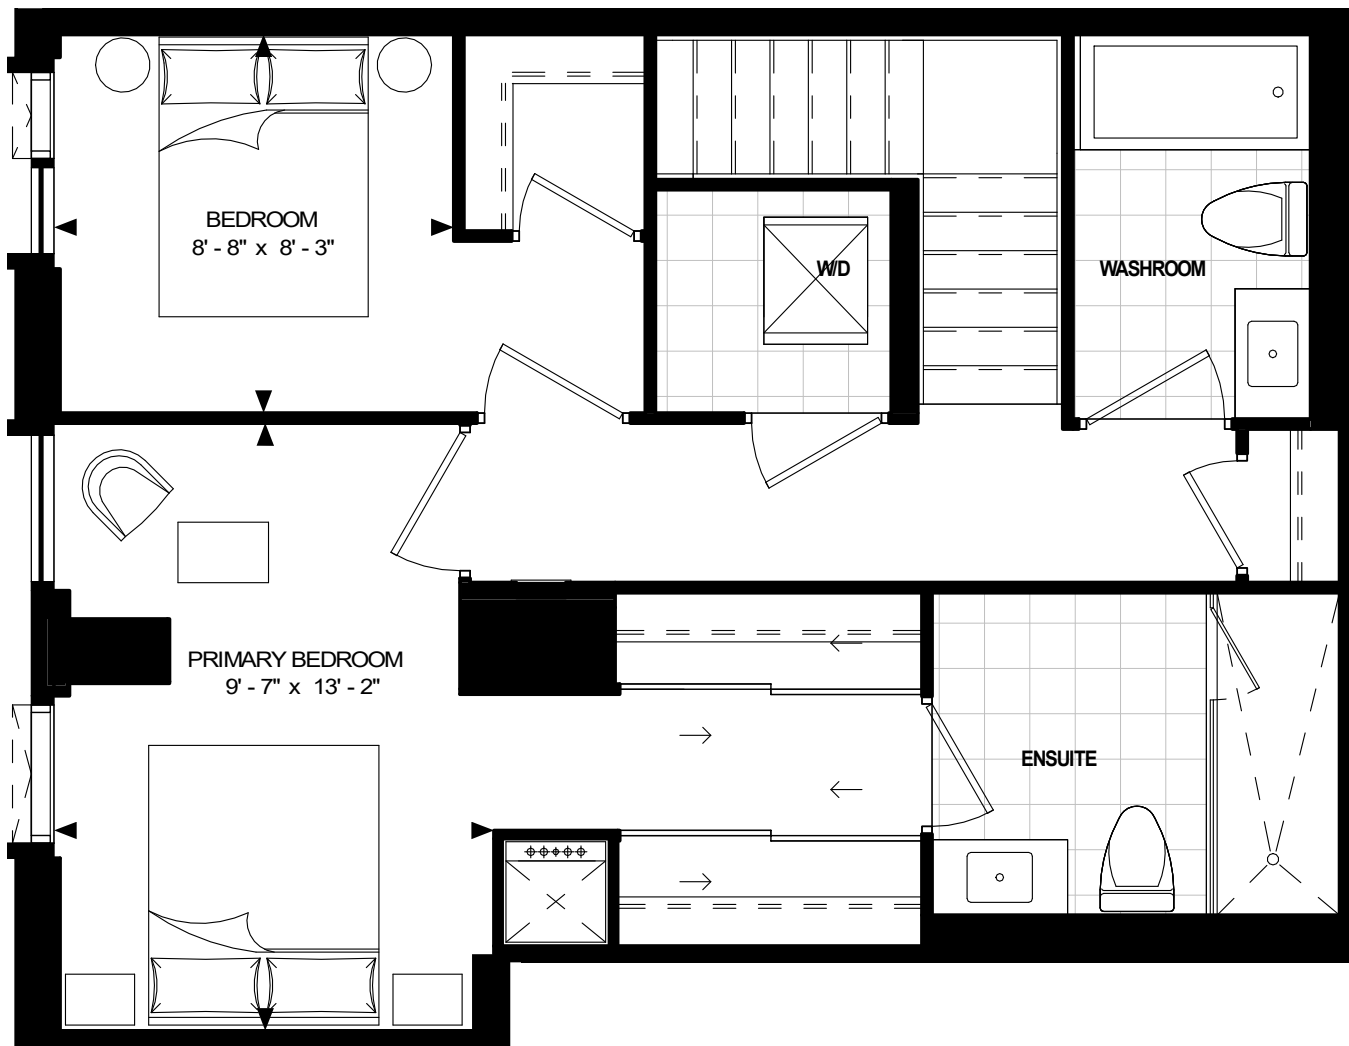 BEDROOM
8' - 8" x 8' - 3"
W/D
WASHROOM
PRIMARY BEDROOM
9' - 7" x 13' - 2"
ENSUITE